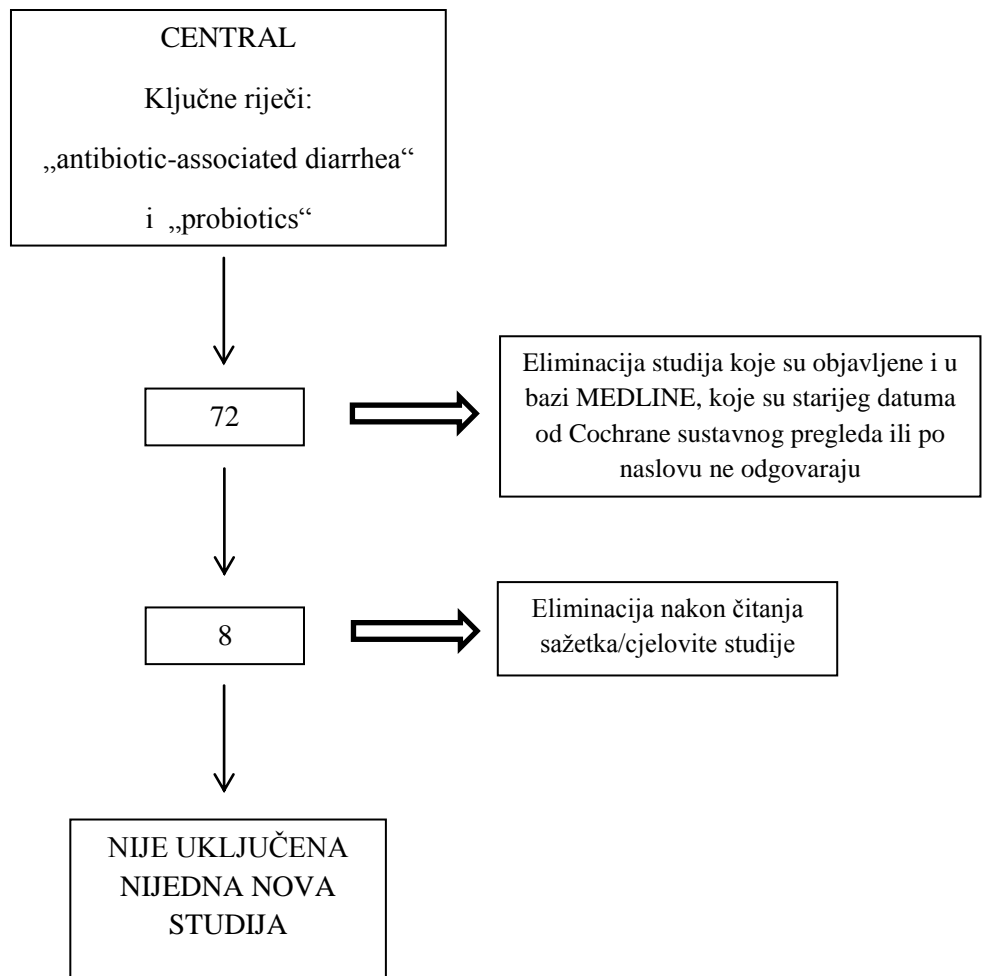 CENTRAL
Ključne riječi:
„antibiotic-associated diarrhea“
i „probiotics“
72
Eliminacija studija koje su objavljene i u
bazi MEDLINE, koje su starijeg datuma
od Cochrane sustavnog pregleda ili po
naslovu ne odgovaraju
8
Eliminacija nakon čitanja
sažetka/cjelovite studije
NIJE UKLJUČENA
NIJEDNA NOVA
STUDIJA